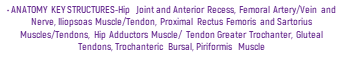 - ANATOMY KEY STRUCTURES-Hip Joint and Anterior Recess, Femoral Artery/Vein and
Nerve, Iliopsoas Muscle/Tendon, Proximal Rectus Femoris and Sartorius
Muscles/Tendons, Hip Adductors Muscle/ Tendon Greater Trochanter, Gluteal
Tendons, Trochanteric Bursal, Piriformis Muscle